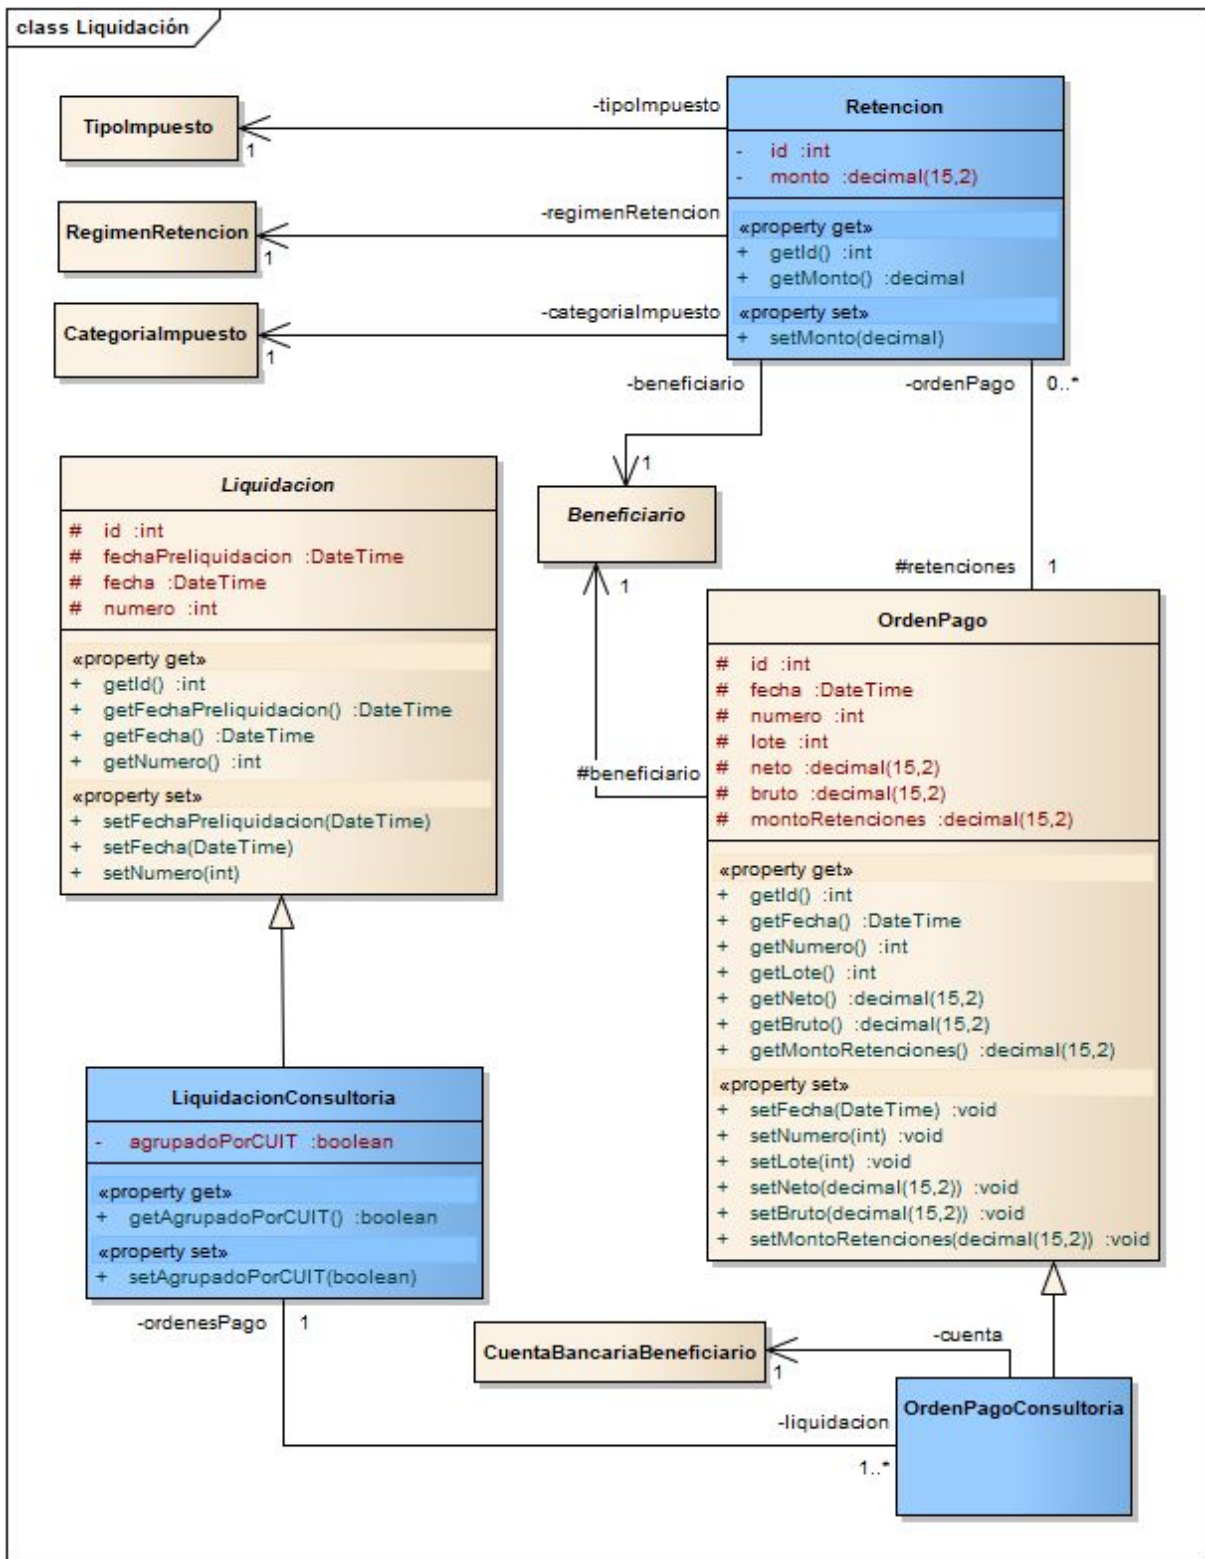 class Liquidación
TipoImpuesto
1
-tipoImpuesto
RegimenRetencion
1
-regimenRetencion
CategoriaImpuesto
1
-categoriaImpuesto
Retencion
- id :int
- monto :decimal(15,2)
«property get»
+ getId() :int
+ getMonto() :decimal
«property set»
+ setMonto(decimal)
-beneficiario
-ordenPago
0..*
1
Beneficiario
1
#retenciones
1
#beneficiario
Liquidacion
# id :int
# fechaPreliquidacion :DateTime
# fecha :DateTime
# numero :int
«property get»
+ getId() :int
+ getFechaPreliquidacion() :DateTime
+ getFecha() :DateTime
+ getNumero() :int
«property set»
+ setFechaPreliquidacion(DateTime)
+ setFecha(DateTime)
+ setNumero(int)
OrdenPago
# id :int
# fecha :DateTime
# numero :int
# lote :int
# neto :decimal(15,2)
# bruto :decimal(15,2)
# montoRetenciones :decimal(15,2)
«property get»
+ getId() :int
+ getFecha() :DateTime
+ getNumero() :int
+ getLote() :int
+ getNeto() :decimal(15,2)
+ getBruto() :decimal(15,2)
+ getMontoRetenciones() :decimal(15,2)
«property set»
+ setFecha(DateTime) :void
+ setNumero(int) :void
+ setLote(int) :void
+ setNeto(decimal(15,2)) :void
+ setBruto(decimal(15,2)) :void
+ setMontoRetenciones(decimal(15,2)) :void
LiquidacionConsultoria
- agrupadoPorCUIT :boolean
«property get»
+ getAgrupadoPorCUIT() :boolean
«property set»
+ setAgrupadoPorCUIT(boolean)
-ordenesPago
1
CuentaBancariaBeneficiario
1
-cuenta
OrdenPagoConsultoria
-liquidacion
1..*